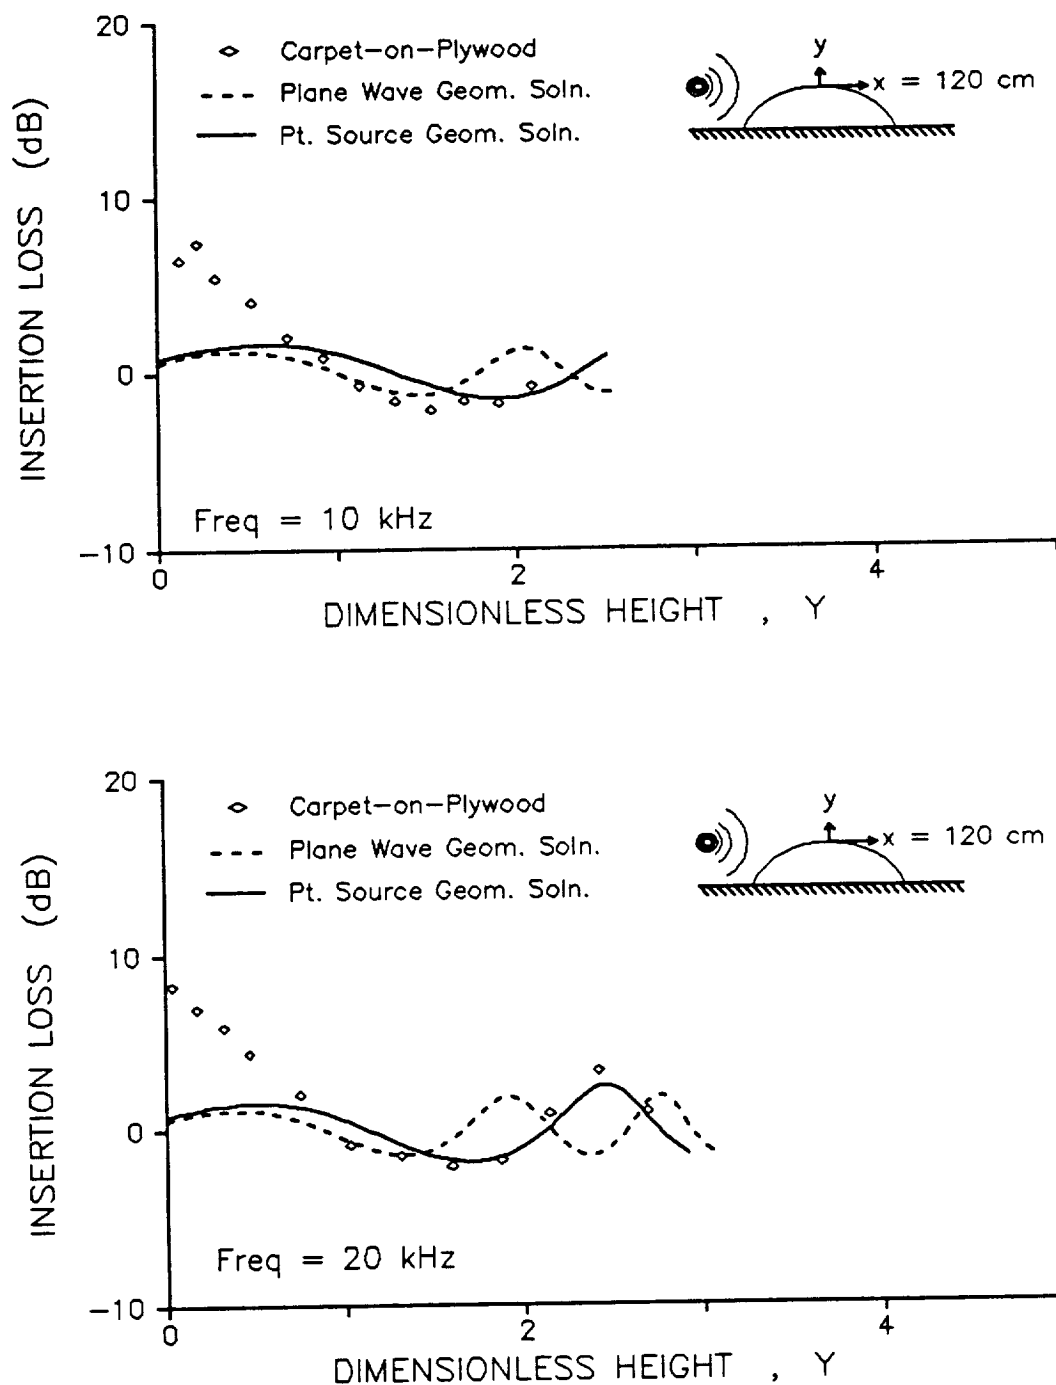 20
Carpet-on-Plywood
Plane Wave Geom. Soln.
Pt. Source Geom. Soln.
y
x = 120 cm
INSERTION LOSS (dB)
10
0
-10
Freq = 10 kHz
0
2
4
DIMENSIONLESS HEIGHT , Y
20
Carpet-on-Plywood
Plane Wave Geom. Soln.
Pt. Source Geom. Soln.
y
x = 120 cm
INSERTION LOSS (dB)
10
0
-10
Freq = 20 kHz
0
2
4
DIMENSIONLESS HEIGHT , Y